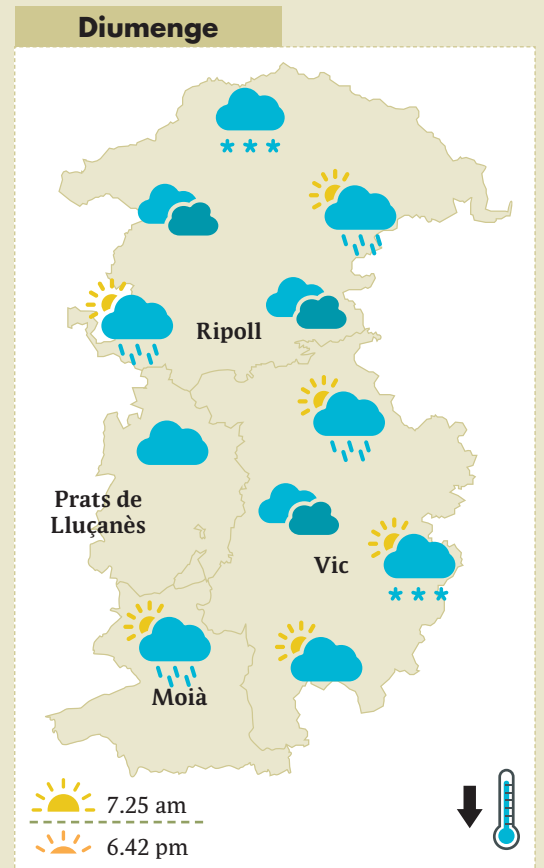 Diumenge
Ripoll
Prats de
Lluçanès
Vic
Moià
7.25 am
6.42 pm